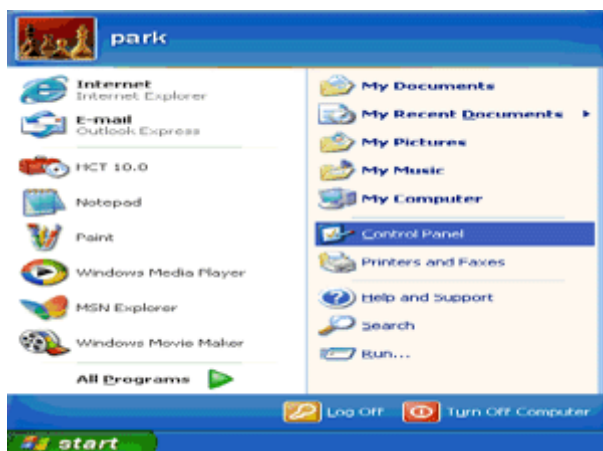 park
Internet
Internet Explorer
E-mail
Outlook Express
HCT 10.0
Notepad
Paint
Windows Media Player
MSN Explorer
Windows Movie Maker
All Programs
My Documents
My Recent Documents
My Pictures
My Music
My Computer
Control Panel
Printers and Faxes
Help and Support
Search
Run...
Log Off
Turn Off Computer
start